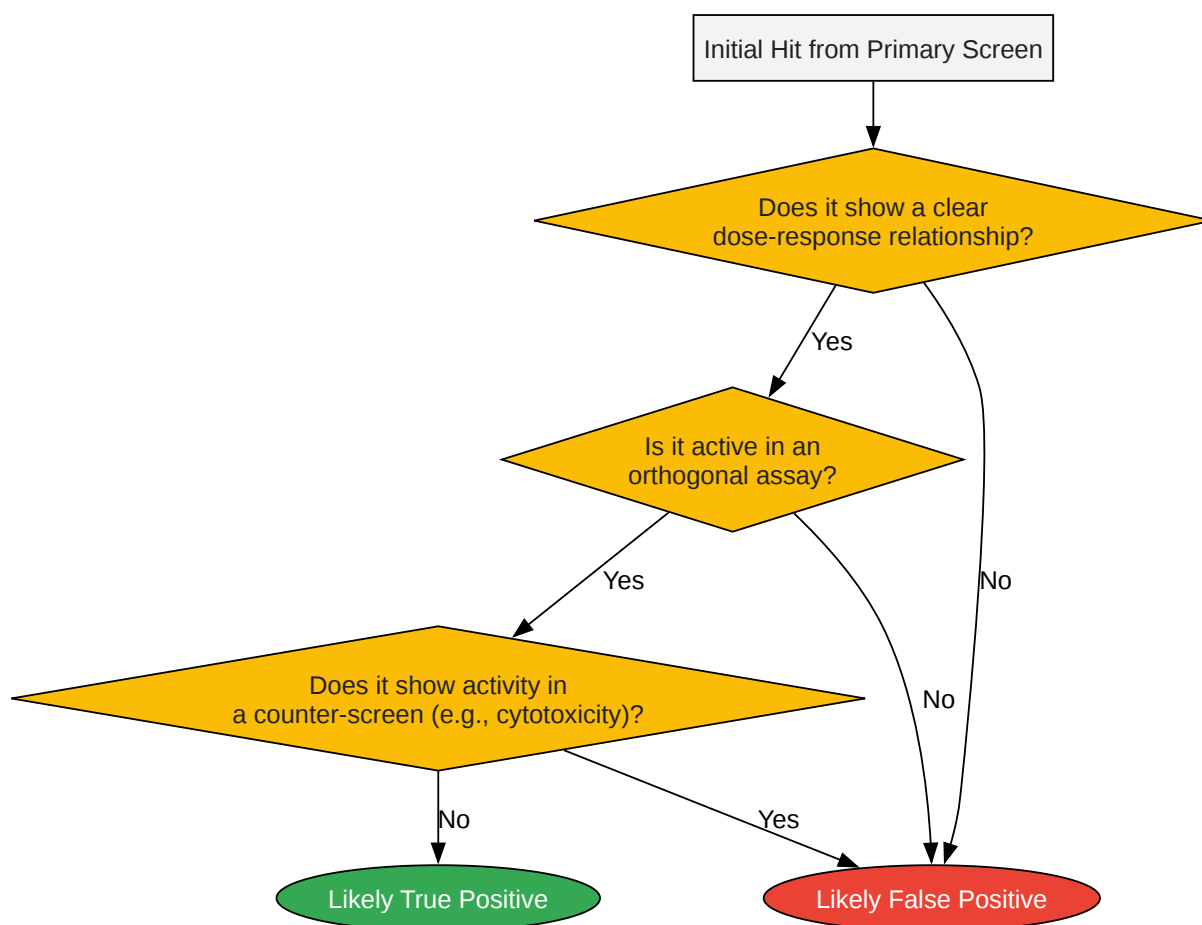 Initial Hit from Primary Screen
Does it show a clear
dose-response relationship?
Yes
Is it active in an
orthogonal assay?
Yes
No
Does it show activity in
a counter-screen (e.g., cytotoxicity)?
No
No
Yes
Likely True Positive
Likely False Positive